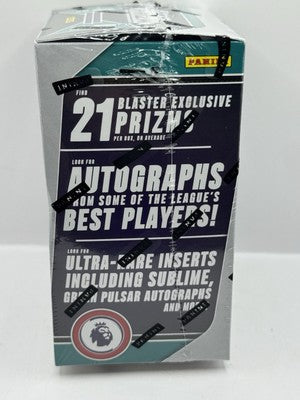 PANINI
FIND
21 BLASTER EXCLUSIVE
PRIZMS
PER BOX, ON AVERAGE
LOOK FOR
AUTOGRAPHS
FROM SOME OF THE LEAGUE'S
BEST PLAYERS!
LOOK FOR
ULTRA-RARE INSERTS
INCLUDING SUBLIME,
GREEN PULSAR AUTOGRAPHS
AND MORE